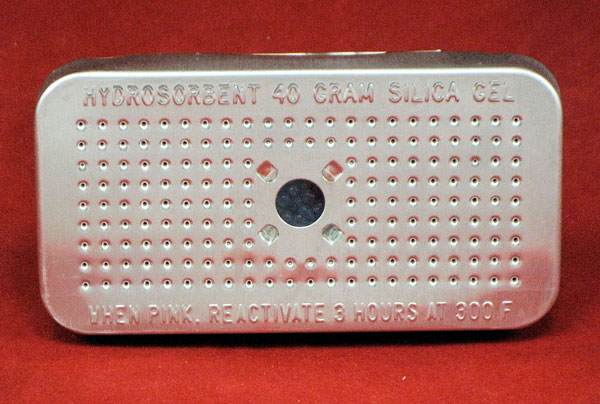 HYDROSORBENT 40 GRAM SILICA GEL
WHEN PINK, REACTIVATE 3 HOURS AT 300 F